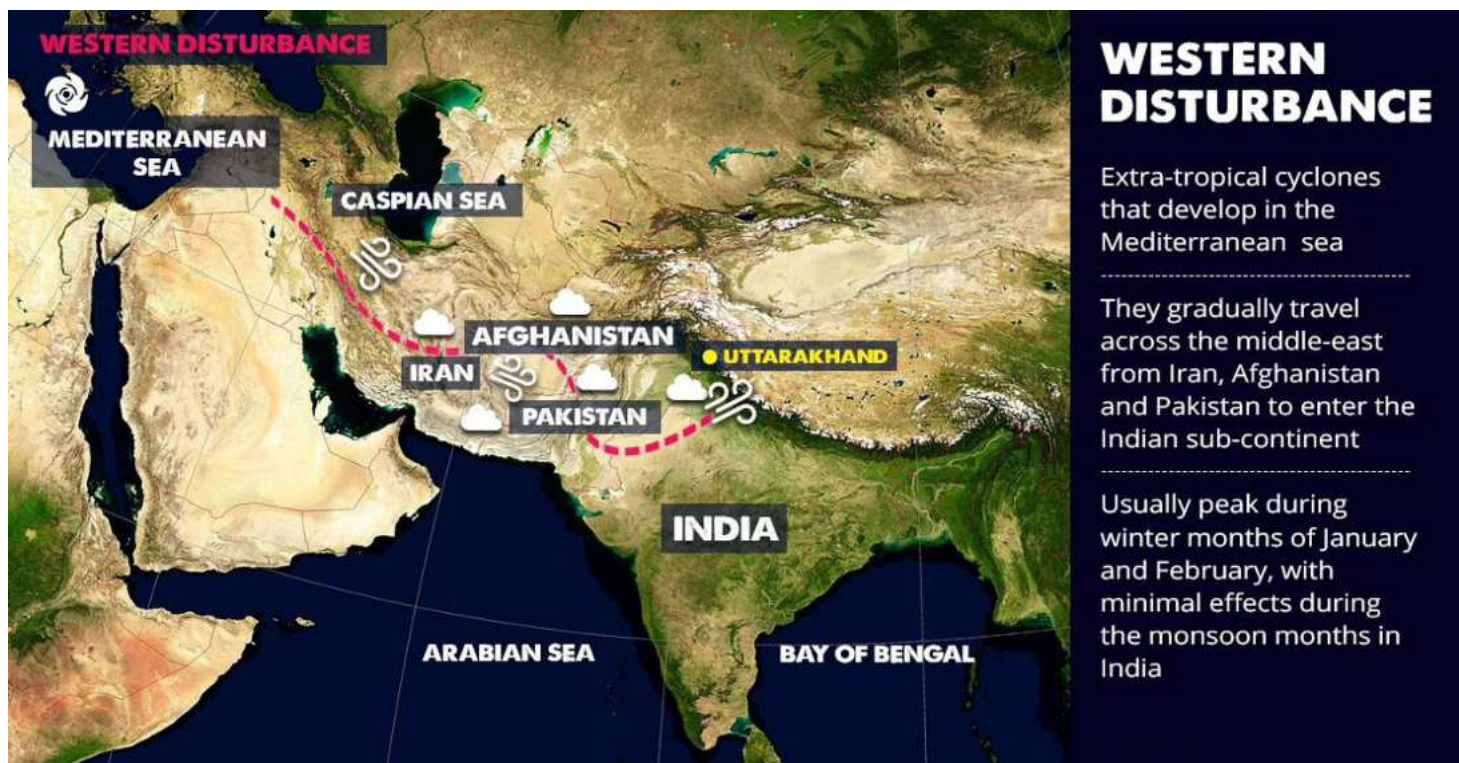 WESTERN DISTURBANCE
MEDITERRANEAN
SEA
CASPIAN SEA
AFGHANISTAN
IRAN
PAKISTAN
UTTARAKHAND
INDIA
ARABIAN SEA
BAY OF BENGAL
WESTERN
DISTURBANCE
Extra-tropical cyclones
that develop in the
Mediterranean sea
They gradually travel
across the middle-east
from Iran, Afghanistan
and Pakistan to enter the
Indian sub-continent
Usually peak during
winter months of January
and February, with
minimal effects during
the monsoon months in
India